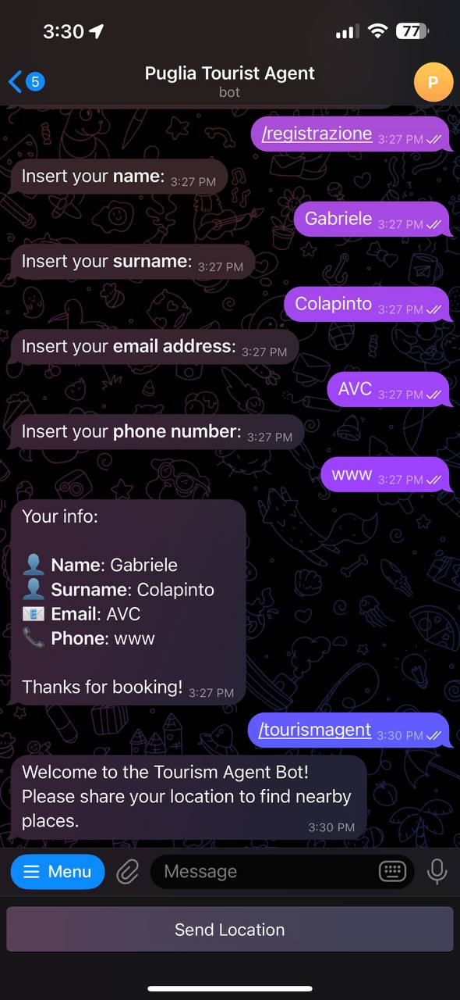 3:30
77
5
Puglia Tourist Agent
bot
P
/registrazione 3:27 PM
Insert your name: 3:27 PM
Gabriele 3:27 PM
Insert your surname: 3:27 PM
Colapinto 3:27 PM
Insert your email address: 3:27 PM
AVC 3:27 PM
Insert your phone number: 3:27 PM
www 3:27 PM
Your info:
👤 Name: Gabriele
👤 Surname: Colapinto
📧 Email: AVC
📞 Phone: www
Thanks for booking! 3:27 PM
/tourismagent 3:30 PM
Welcome to the Tourism Agent Bot!
Please share your location to find nearby
places. 3:30 PM
Menu
Message
Send Location